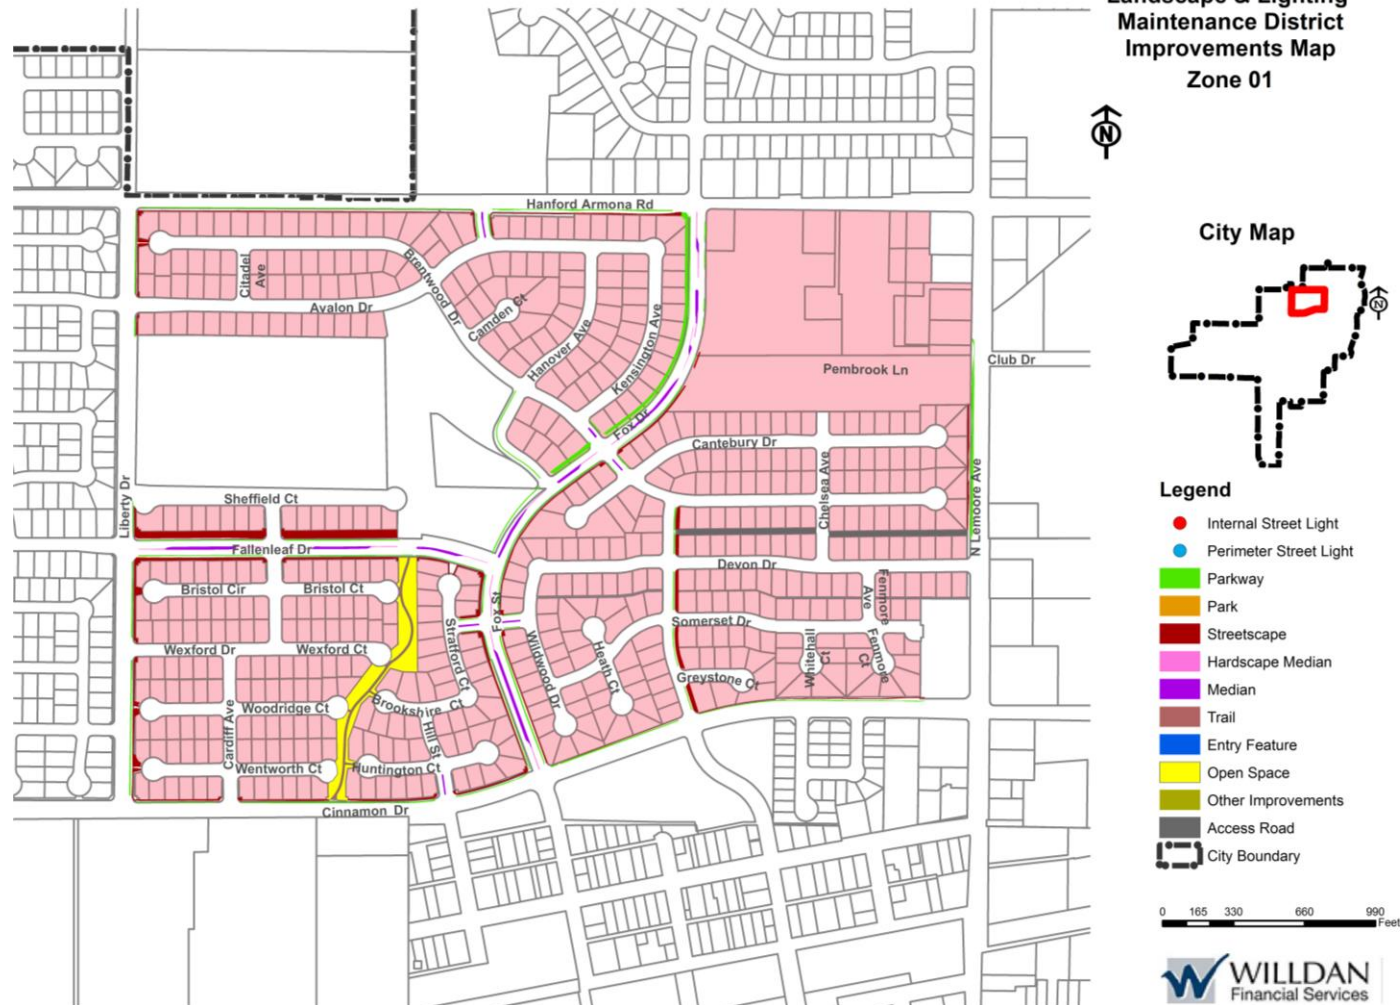 Landscape & Lighting
Maintenance District
Improvements Map
Zone 01
N
City Map
N
Hanford Armona Rd
Citadel
Ave
Brentwood Dr
Avalon Dr
Camden Ct
Hanover Ave
Kensington Ave
Fox Dr
Pembrook Ln
Club Dr
Cantebury Dr
Chelsea Ave
N Lemoore Ave
Liberty Dr
Sheffield Ct
Fallenleaf Dr
Bristol Cir
Bristol Ct
Fox St
Devon Dr
Fenmore
Ave
Stratford Ct
Wildwood Dr
Heath Ct
Somerset Dr
Wexford Dr
Wexford Ct
Whitehall
Ct
Fenmore
Ct
Greystone Ct
Cardiff Ave
Woodridge Ct
Brookshire Ct
Hill St
Wentworth Ct
Huntington Ct
Cinnamon Dr
Legend
Internal Street Light
Perimeter Street Light
Parkway
Park
Streetscape
Hardscape Median
Median
Trail
Entry Feature
Open Space
Other Improvements
Access Road
City Boundary
0 165 330 660 990
Feet
WILLDAN
Financial Services